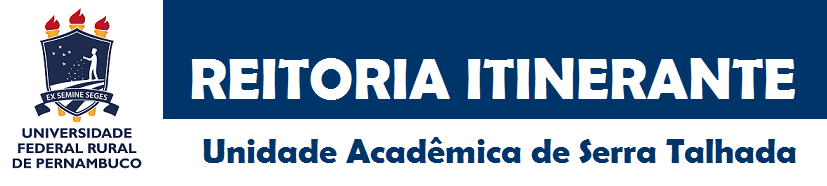 EX SEMINE SEGES
UNIVERSIDADE
FEDERAL RURAL
DE PERNAMBUCO
REITORIA ITINERANTE
Unidade Acadêmica de Serra Talhada